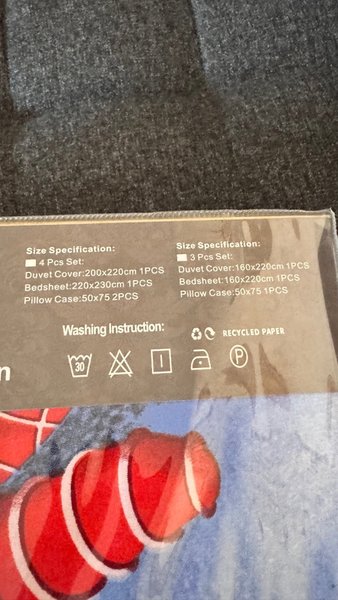 Size Specification:
4 Pcs Set:
Duvet Cover:200x220cm 1PCS
Bedsheet:220x230cm 1PCS
Pillow Case:50x75 2PCS
Size Specification:
3 Pcs Set:
Duvet Cover:160x220cm 1PCS
Bedsheet:160x220cm 1PCS
Pillow Case:50x75 1PCS
Washing Instruction:
RECYCLED PAPER
30
P
n